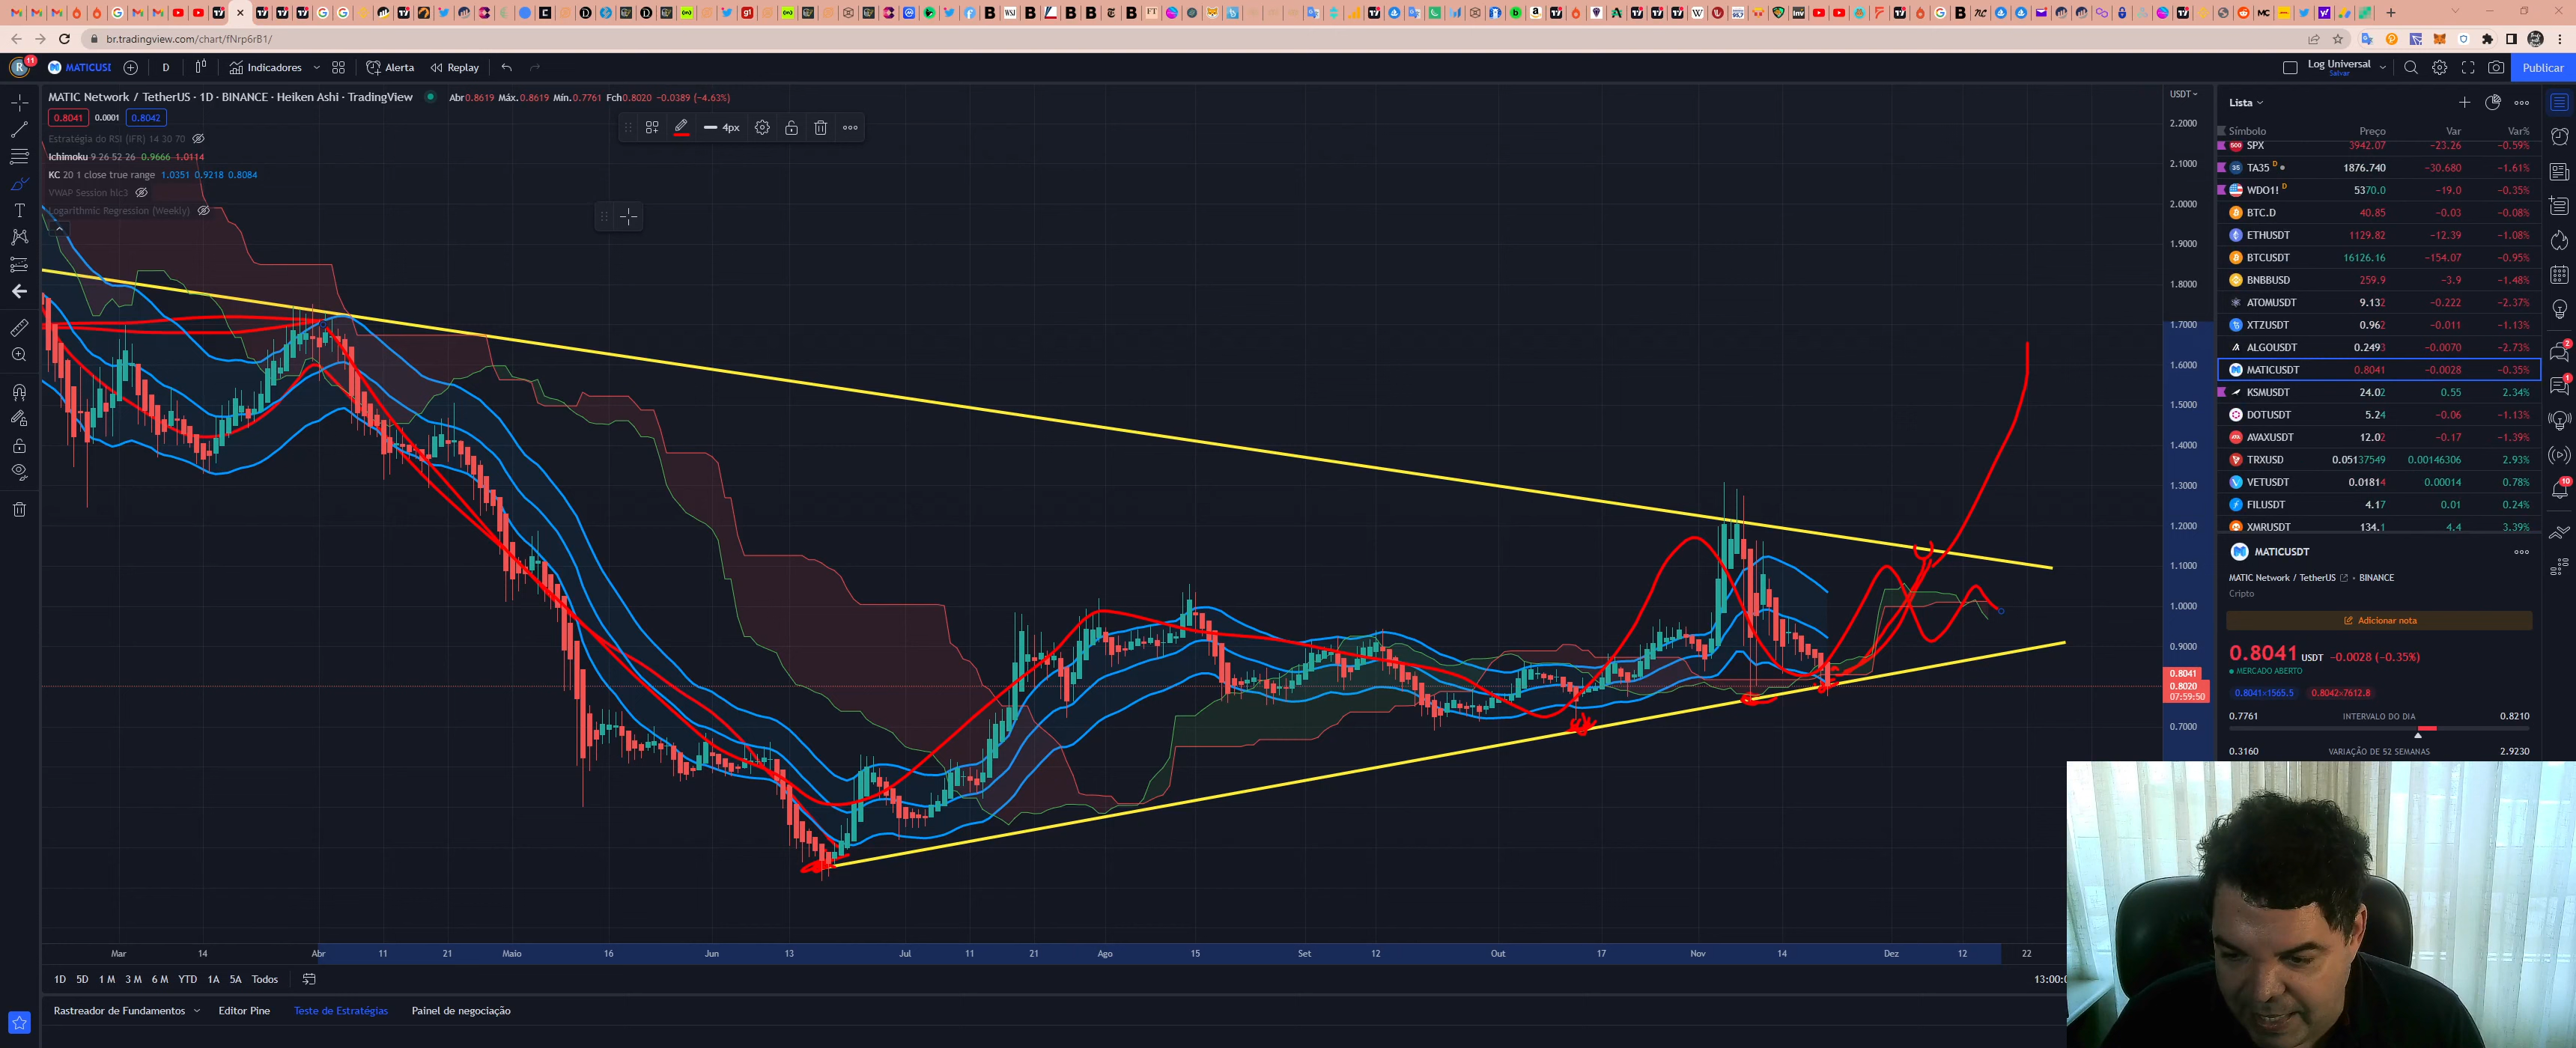 br.tradingview.com/chart/fNrp6rB1/
11
MATICUSI
D
Indicadores
Alerta
Replay
Log Universal
Salvar
Publicar
MATIC Network / TetherUS · 1D · BINANCE · Heiken Ashi · TradingView
Abr0.8619 Máx.0.8619 Mín.0.7761 Fch0.8020 −0.0389 (−4.63%)
0.8041 0.0001 0.8042
Estratégia do RSI (IFR) 14 30 70
Ichimoku 9 26 52 26 0.9666 1.0114
KC 20 1 close true range 1.0351 0.9218 0.8084
VWAP Session hlc3
Logarithmic Regression (Weekly)
4px
USDT
2.2000
2.1000
2.0000
1.9000
1.8000
1.7000
1.6000
1.5000
1.4000
1.3000
1.2000
1.1000
1.0000
0.9000
0.8041
0.8020
07:59:50
0.7000
Mar 14 Abr 11 21 Maio 16 Jun 13 Jul 11 21 Ago 15 Set 12 Out 17 Nov 14 Dez 12 22
1D 5D 1 M 3 M 6 M YTD 1A 5A Todos
13:00:0
Rastreador de Fundamentos
Editor Pine
Teste de Estratégias
Painel de negociação
Lista
Símbolo Preço Var Var%
SPX 3942.07 −23.26 −0.59%
TA35 D 1876.740 −30.680 −1.61%
WDO1! D 5370.0 −19.0 −0.35%
BTC.D 40.85 −0.03 −0.08%
ETHUSDT 1129.82 −12.39 −1.08%
BTCUSDT 16126.16 −154.07 −0.95%
BNBBUSD 259.9 −3.9 −1.48%
ATOMUSDT 9.132 −0.222 −2.37%
XTZUSDT 0.962 −0.011 −1.13%
ALGOUSDT 0.2493 −0.0070 −2.73%
MATICUSDT 0.8041 −0.0028 −0.35%
KSMUSDT 24.02 0.55 2.34%
DOTUSDT 5.24 −0.06 −1.13%
AVAXUSDT 12.02 −0.17 −1.39%
TRXUSD 0.05137549 0.00146306 2.93%
VETUSDT 0.01814 0.00014 0.78%
FILUSDT 4.17 0.01 0.24%
XMRUSDT 134.1 4.4 3.39%
MATICUSDT
MATIC Network / TetherUS · BINANCE
Cripto
Adicionar nota
0.8041 USDT −0.0028 (−0.35%)
MERCADO ABERTO
0.8041×1565.5 0.8042×7612.8
0.7761 INTERVALO DO DIA 0.8210
0.3160 VARIAÇÃO DE 52 SEMANAS 2.9230
2
1
10